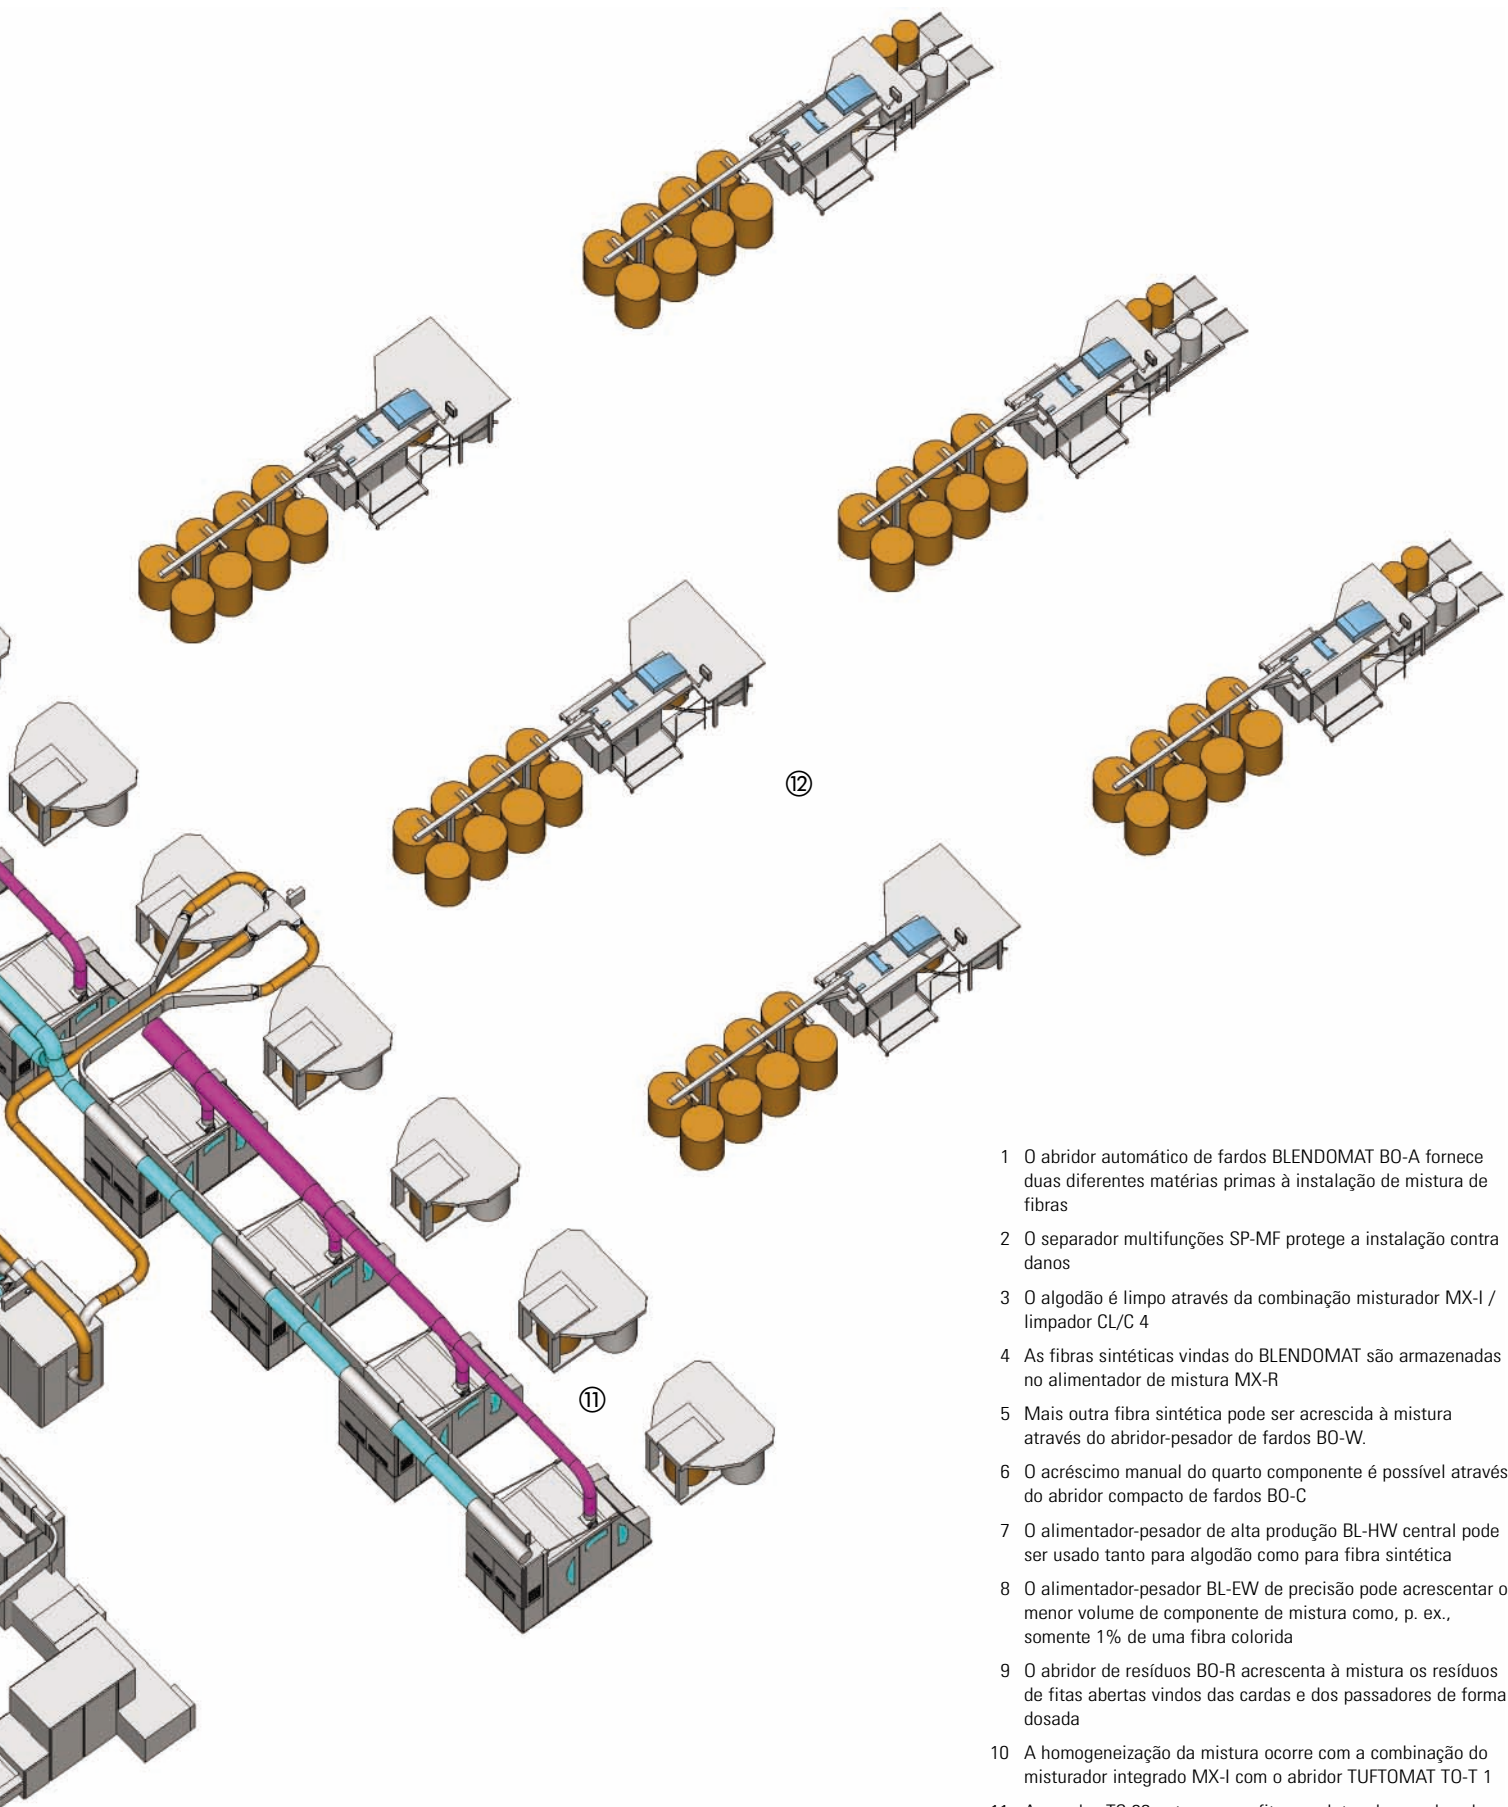 ⑫
⑪
1 O abridor automático de fardos BLENDOMAT BO-A fornece
duas diferentes matérias primas à instalação de mistura de
fibras
2 O separador multifunções SP-MF protege a instalação contra
danos
3 O algodão é limpo através da combinação misturador MX-I /
limpador CL/C 4
4 As fibras sintéticas vindas do BLENDOMAT são armazenadas
no alimentador de mistura MX-R
5 Mais outra fibra sintética pode ser acrescida à mistura
através do abridor-pesador de fardos BO-W.
6 O acréscimo manual do quarto componente é possível através
do abridor compacto de fardos BO-C
7 O alimentador-pesador de alta produção BL-HW central pode
ser usado tanto para algodão como para fibra sintética
8 O alimentador-pesador BL-EW de precisão pode acrescentar o
menor volume de componente de mistura como, p. ex.,
somente 1% de uma fibra colorida
9 O abridor de resíduos BO-R acrescenta à mistura os resíduos
de fitas abertas vindos das cardas e dos passadores de forma
dosada
10 A homogeneização da mistura ocorre com a combinação do
misturador integrado MX-I com o abridor TUFTOMAT TO-T 1